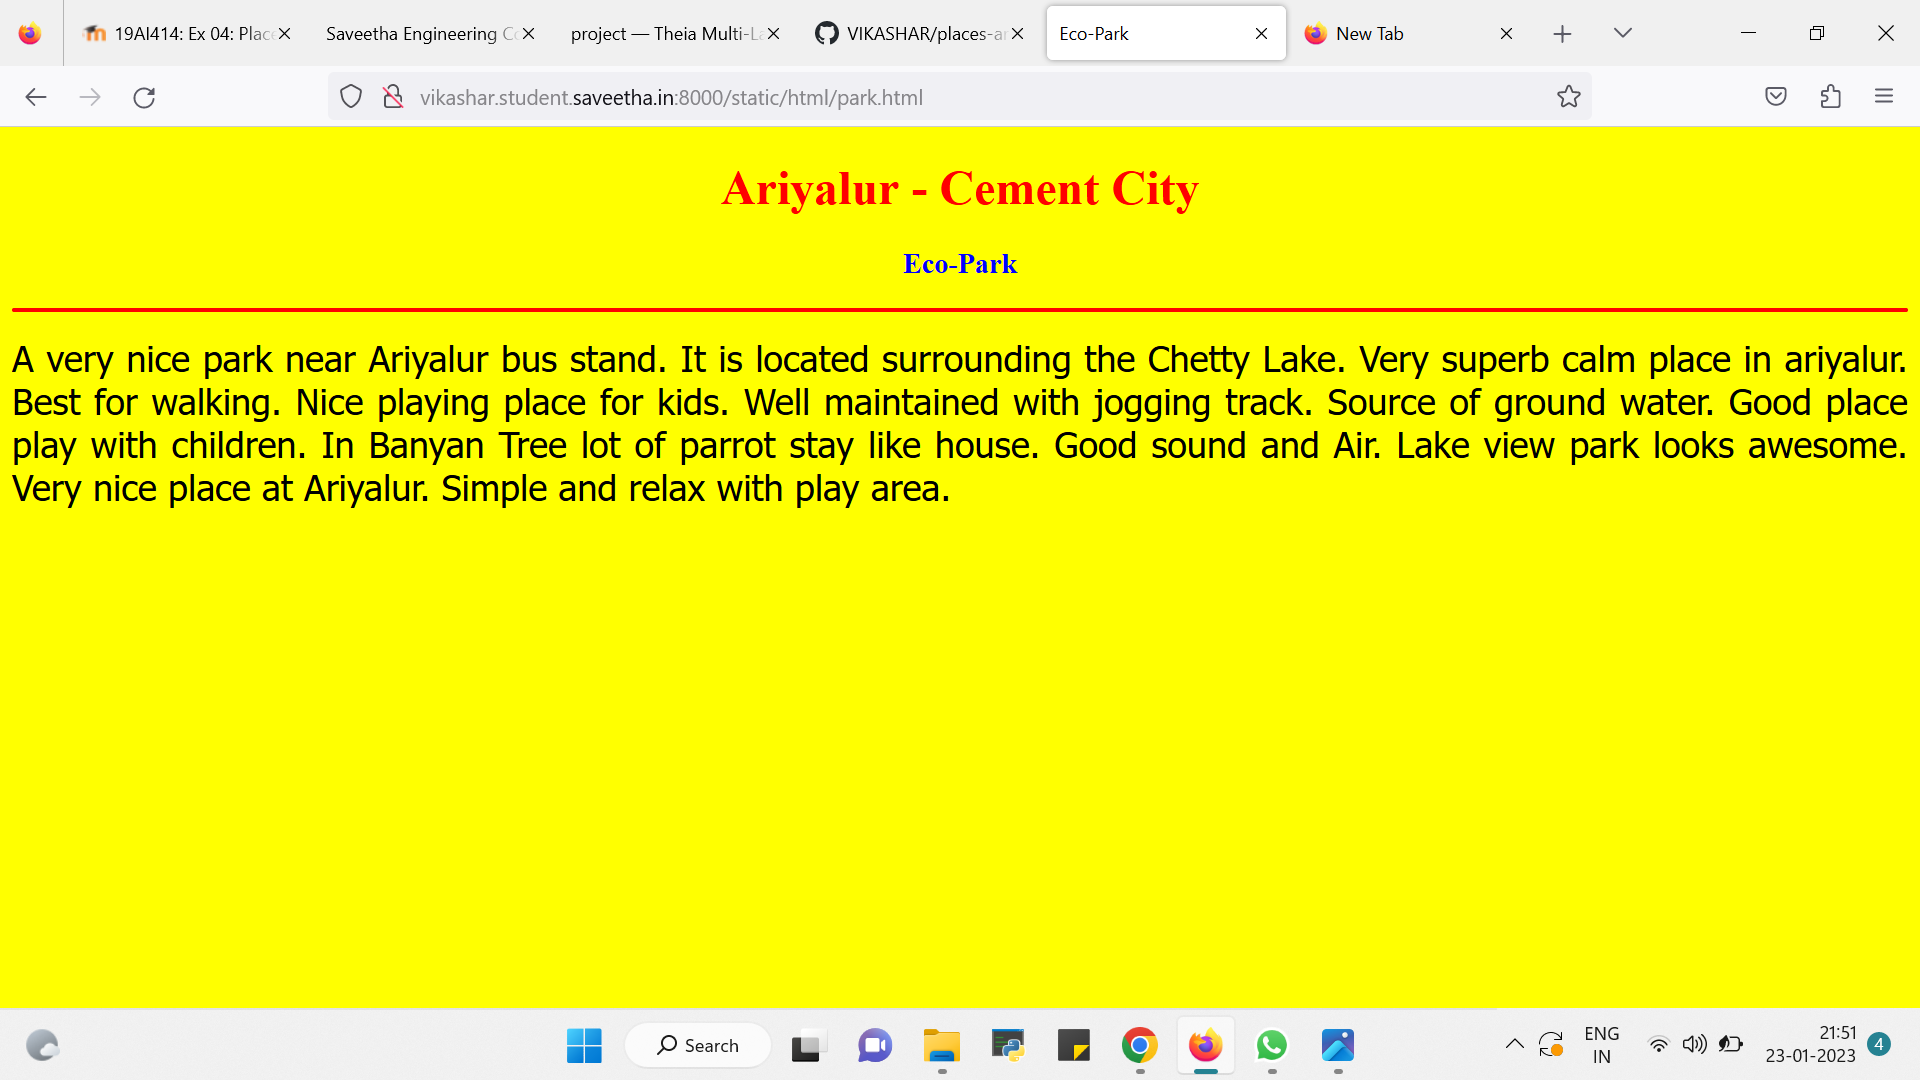 19AI414: Ex 04: Plac
Saveetha Engineering C
project — Theia Multi-La
VIKASHAR/places-ar
Eco-Park
New Tab
vikashar.student.saveetha.in:8000/static/html/park.html
Ariyalur - Cement City
Eco-Park
A very nice park near Ariyalur bus stand. It is located surrounding the Chetty Lake. Very superb calm place in ariyalur.
Best for walking. Nice playing place for kids. Well maintained with jogging track. Source of ground water. Good place
play with children. In Banyan Tree lot of parrot stay like house. Good sound and Air. Lake view park looks awesome.
Very nice place at Ariyalur. Simple and relax with play area.
Search
ENG
IN
21:51
23-01-2023
4